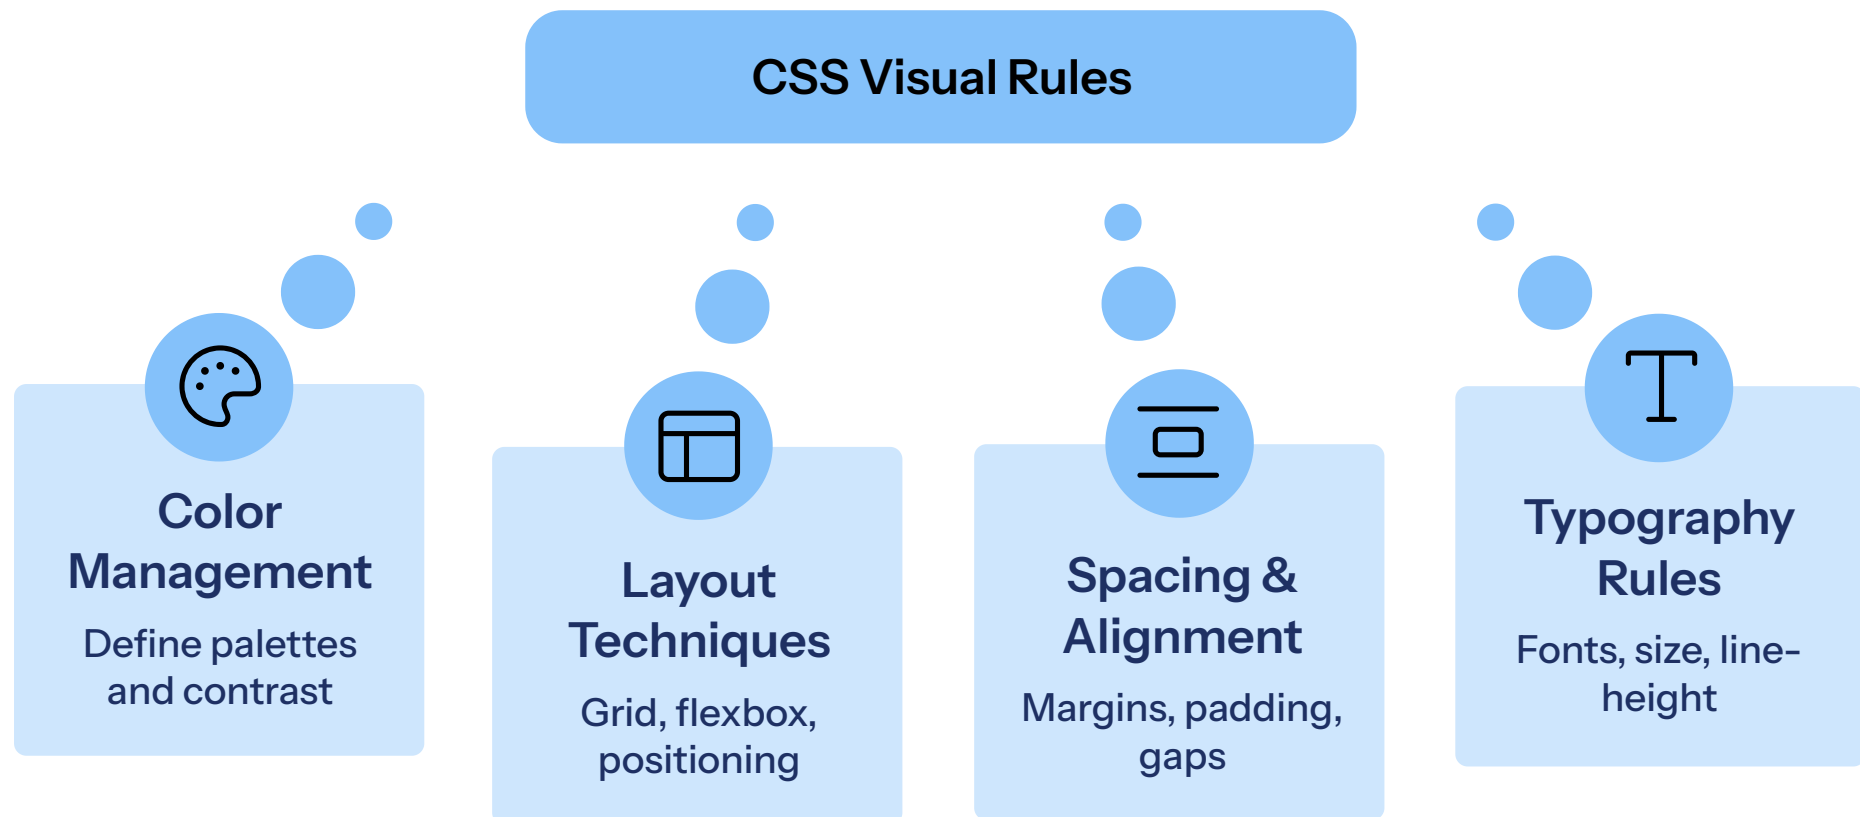 CSS Visual Rules
Color
Management
Define palettes
and contrast
Layout
Techniques
Grid, flexbox,
positioning
Spacing &
Alignment
Margins, padding,
gaps
Typography
Rules
Fonts, size, line-
height